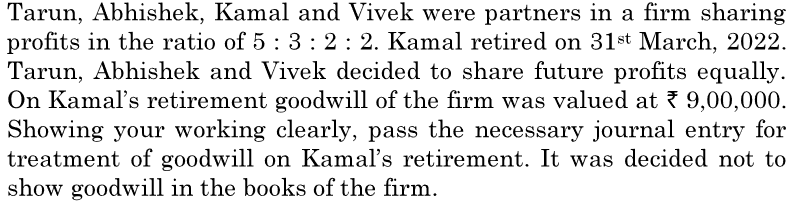 Tarun, Abhishek, Kamal and Vivek were partners in a firm sharing
profits in the ratio of 5 : 3 : 2 : 2. Kamal retired on 31st March, 2022.
Tarun, Abhishek and Vivek decided to share future profits equally.
On Kamal's retirement goodwill of the firm was valued at ₹ 9,00,000.
Showing your working clearly, pass the necessary journal entry for
treatment of goodwill on Kamal's retirement. It was decided not to
show goodwill in the books of the firm.